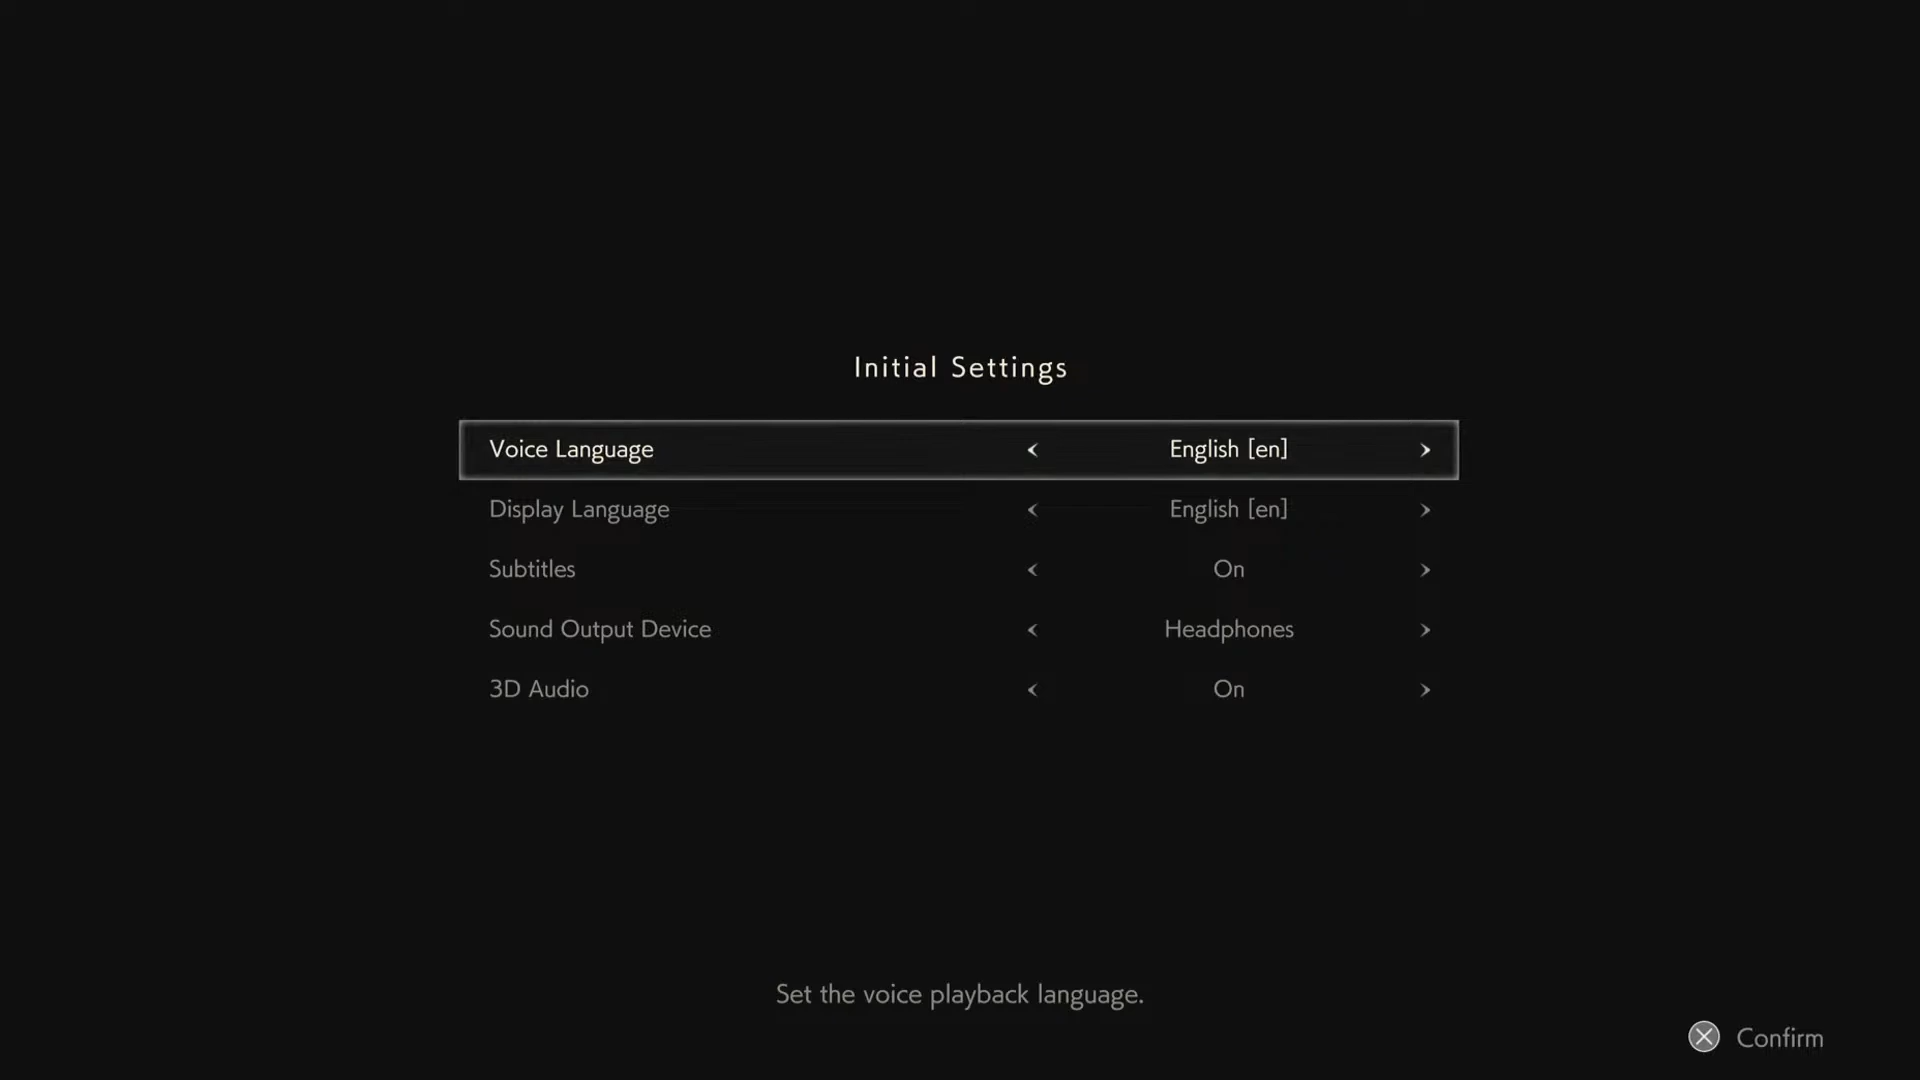 Initial Settings
Voice Language < English [en] >
Display Language < English [en] >
Subtitles < On >
Sound Output Device < Headphones >
3D Audio < On >
Set the voice playback language.
Confirm